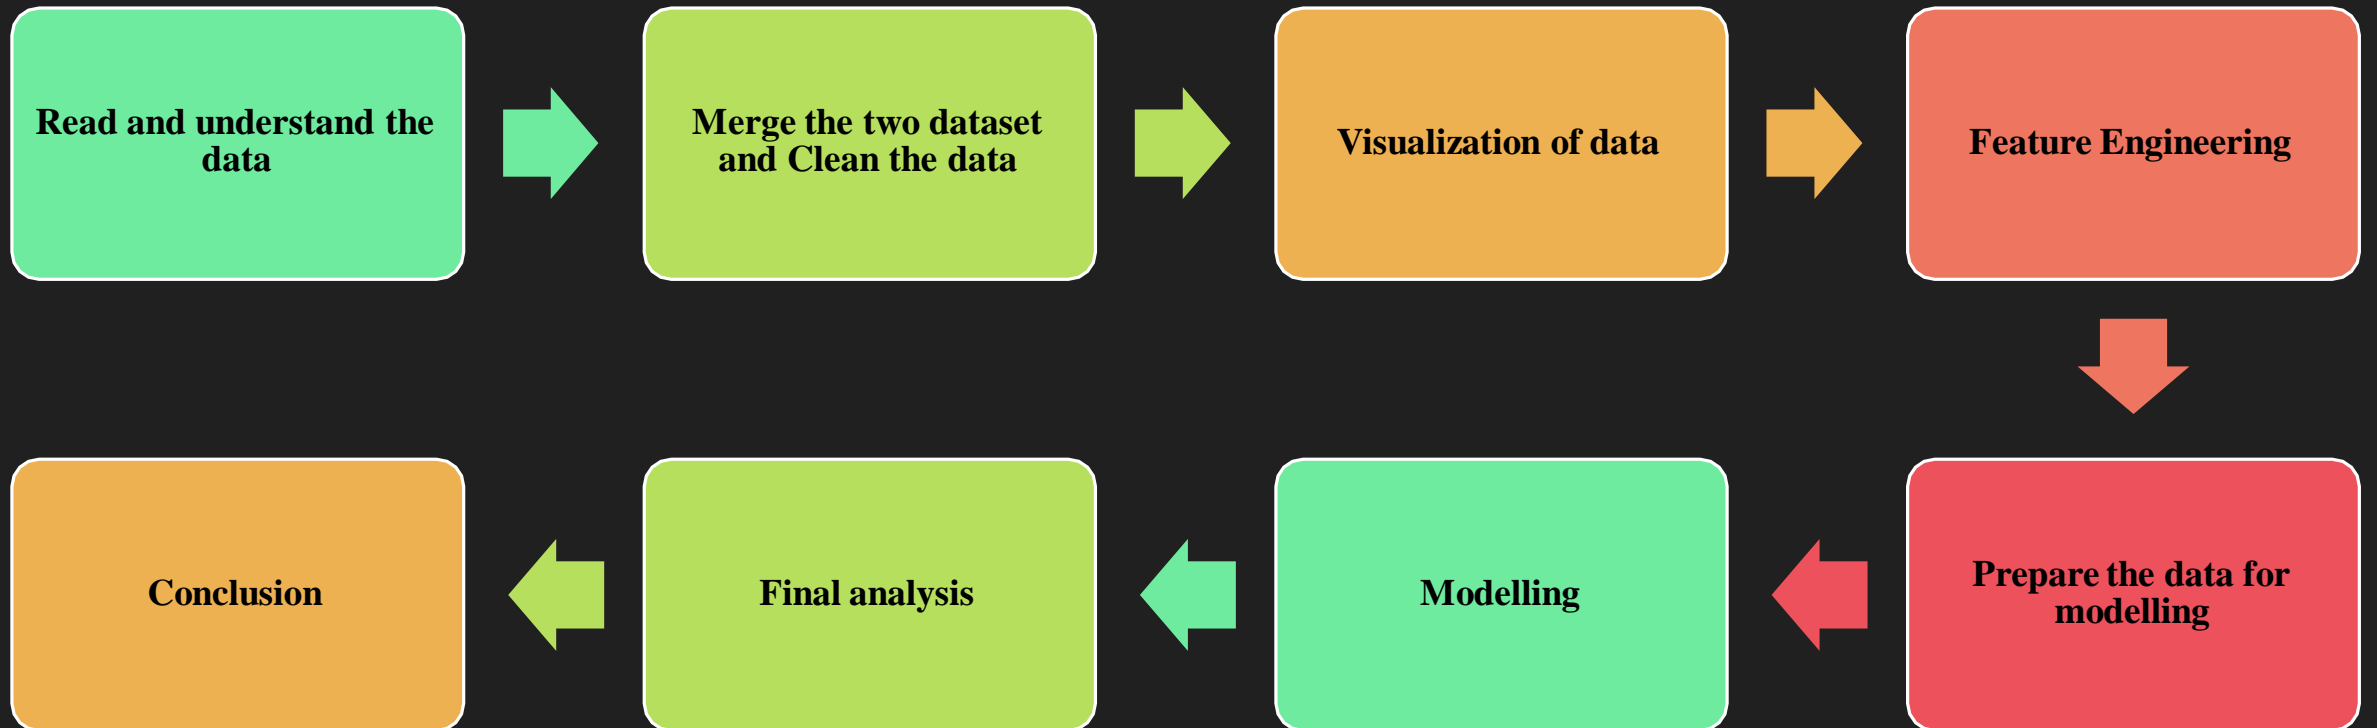 Read and understand the
data
Merge the two dataset
and Clean the data
Visualization of data
Feature Engineering
Prepare the data for
modelling
Modelling
Final analysis
Conclusion